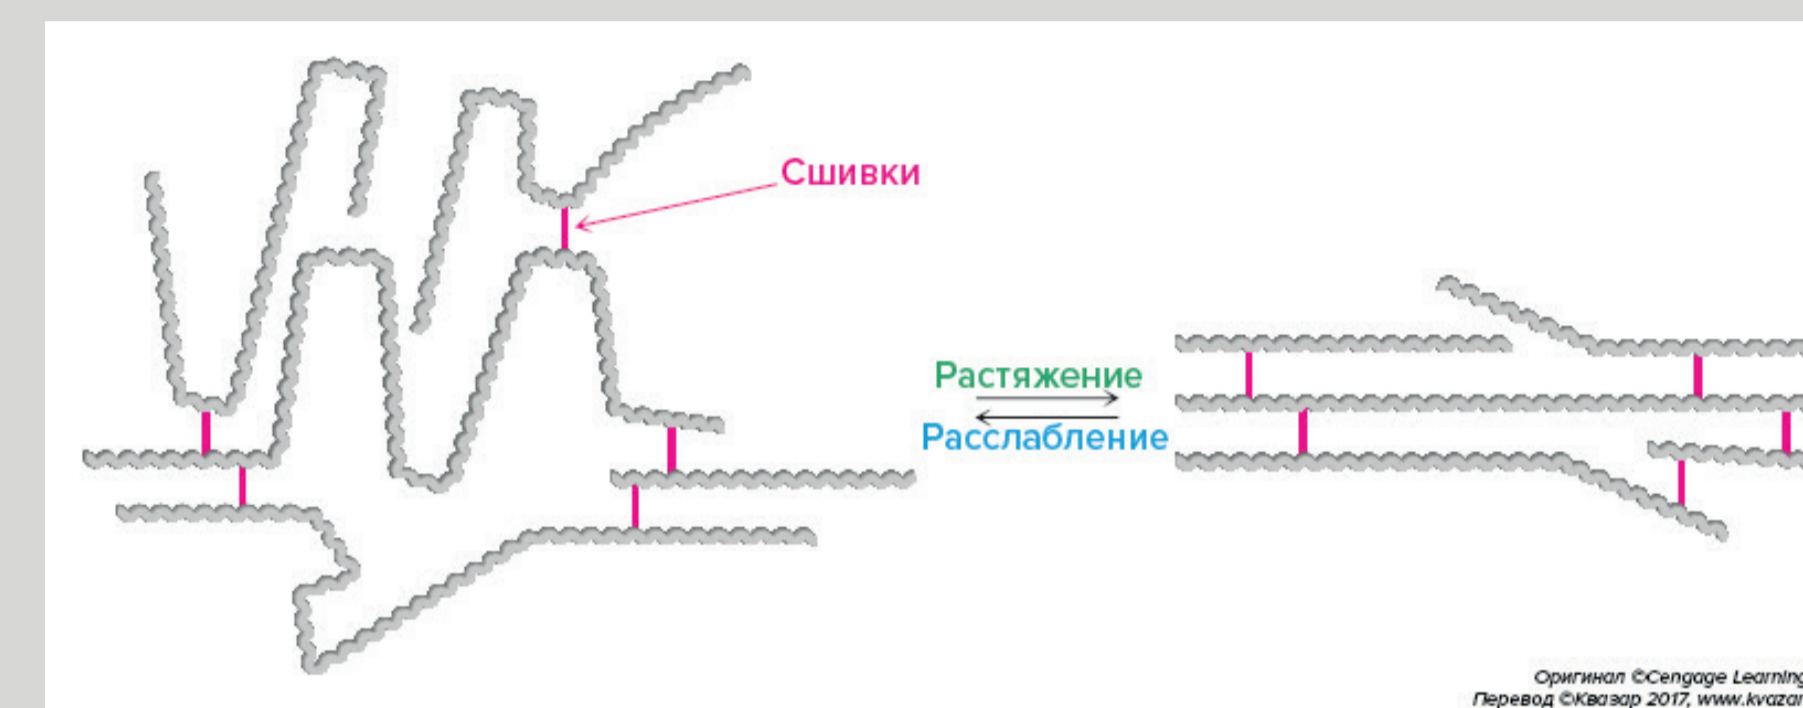 Сшивки
Растяжение
Расслабление
Оригинал ©Cengage Learning
Перевод ©Квазар 2017, www.kvazar